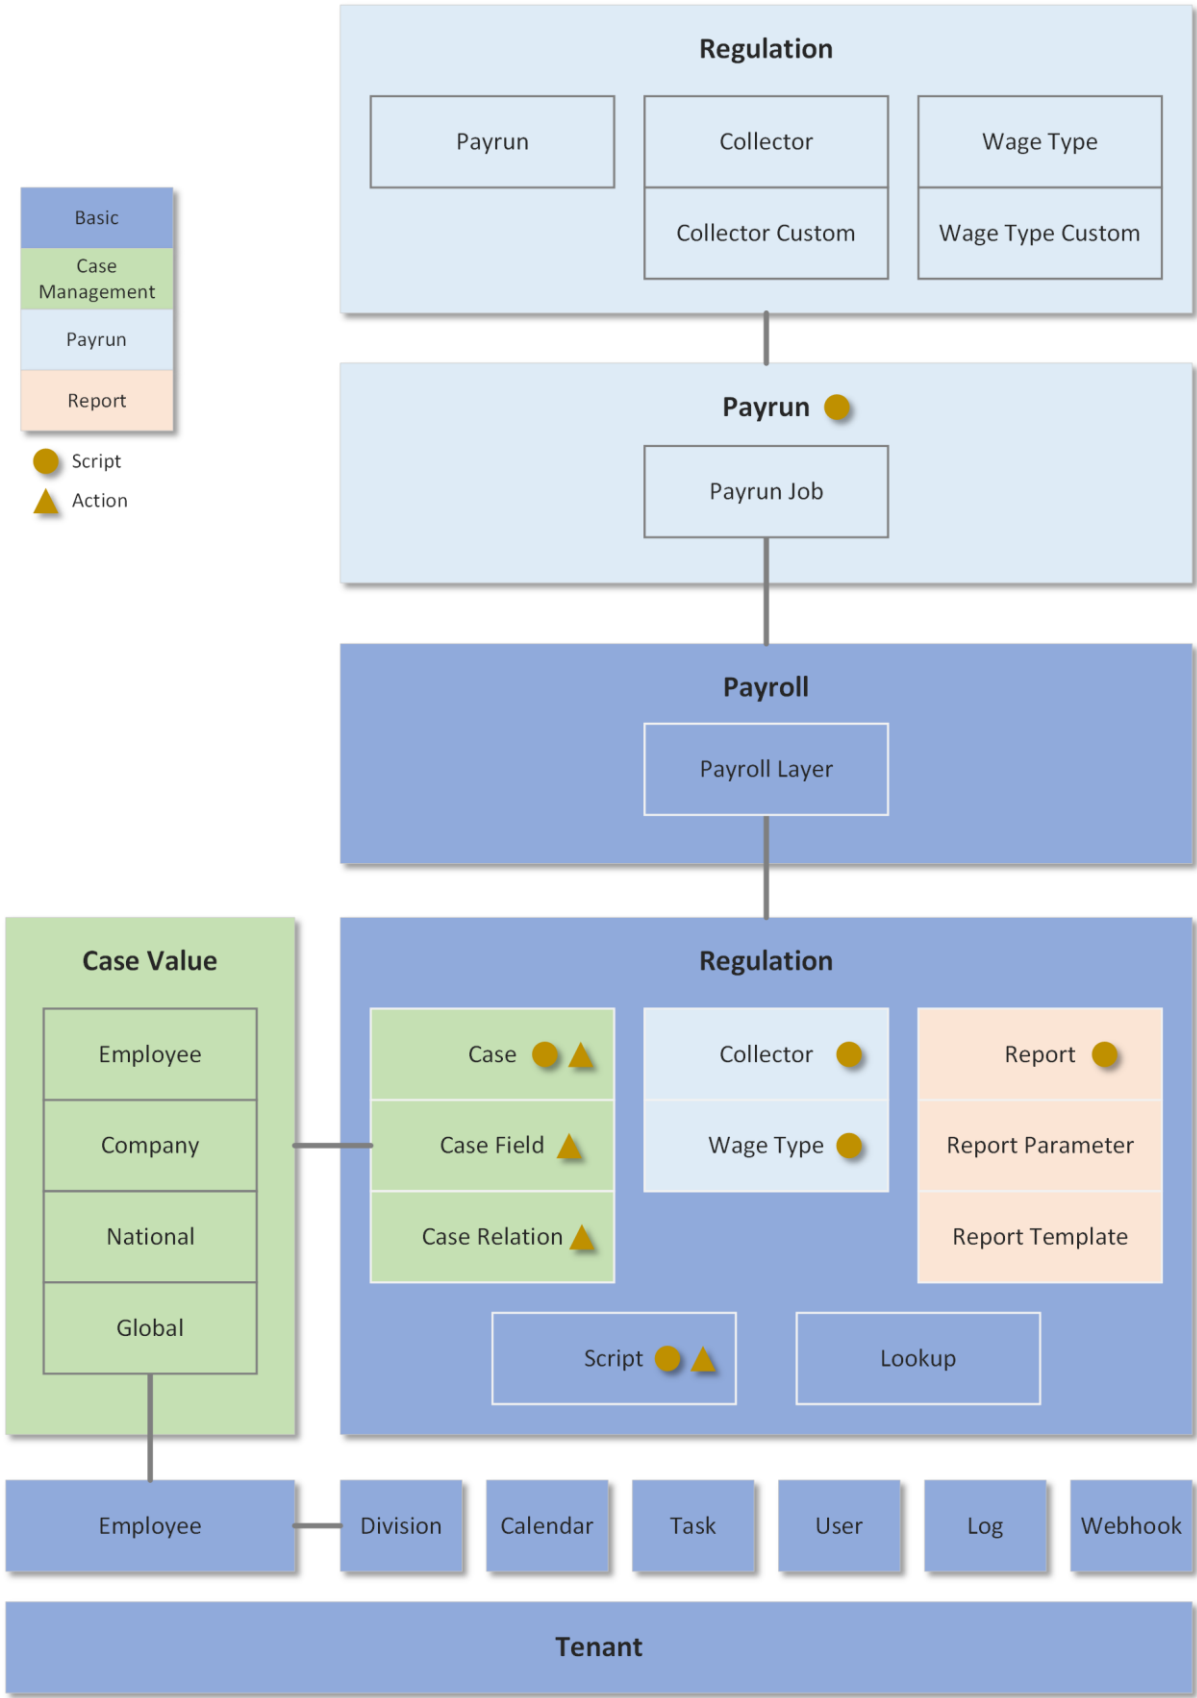 Regulation
Payrun
Collector
Wage Type
Collector Custom
Wage Type Custom
Basic
Case
Management
Payrun
Report
Script
Action
Payrun
Payrun Job
Payroll
Payroll Layer
Case Value
Employee
Company
National
Global
Regulation
Case
Collector
Report
Case Field
Wage Type
Report Parameter
Case Relation
Report Template
Script
Lookup
Employee
Division
Calendar
Task
User
Log
Webhook
Tenant